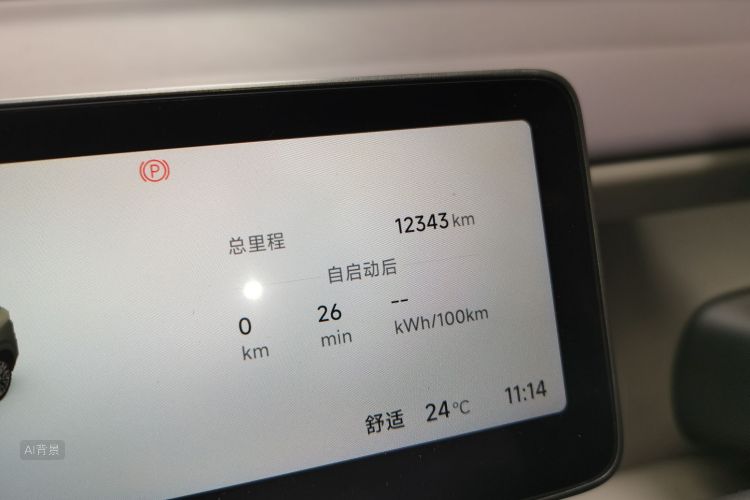 P
总里程 12343 km
自启动后
0 26 --
km min kWh/100km
舒适 24°C 11:14
AI背景